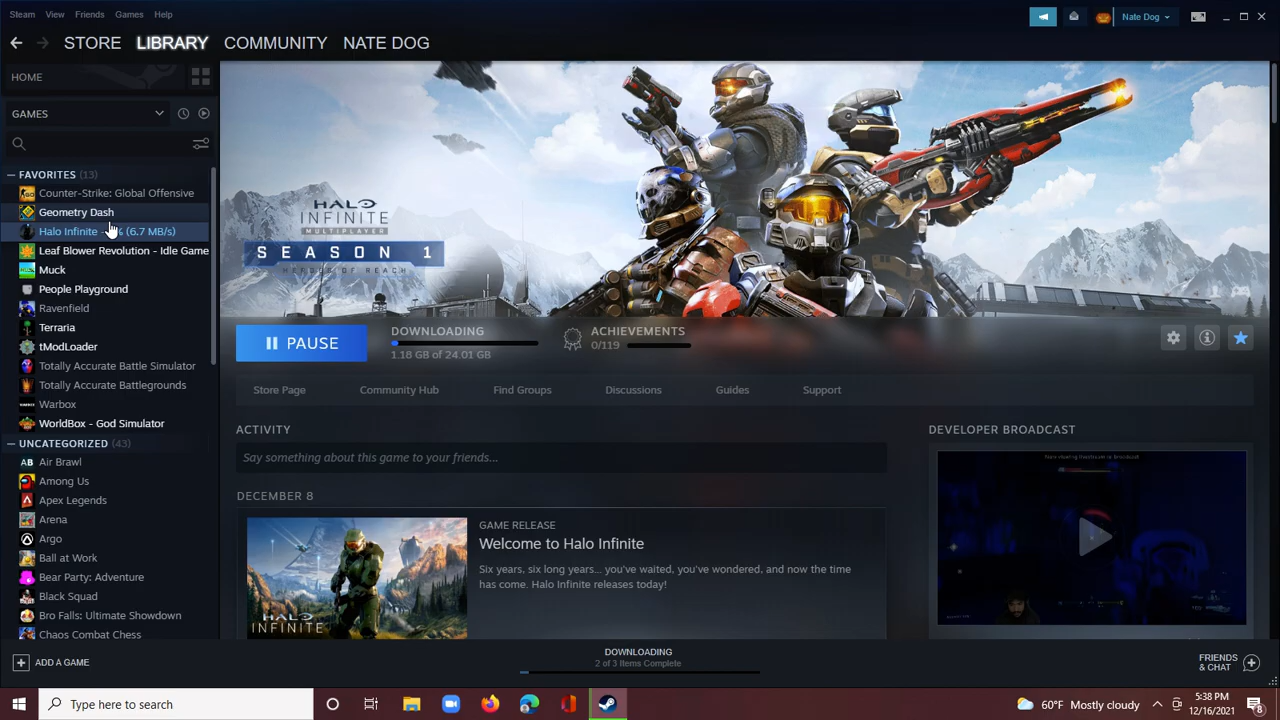 Steam View Friends Games Help
Nate Dog
STORE LIBRARY COMMUNITY NATE DOG
HOME
GAMES
FAVORITES (13)
Counter-Strike: Global Offensive
Geometry Dash
Halo Infinite - % (6.7 MB/s)
Leaf Blower Revolution - Idle Game
Muck
People Playground
Ravenfield
Terraria
tModLoader
Totally Accurate Battle Simulator
Totally Accurate Battlegrounds
WARBOX Warbox
WorldBox - God Simulator
UNCATEGORIZED (43)
AB Air Brawl
Among Us
Apex Legends
Arena
Argo
Ball at Work
Bear Party: Adventure
Black Squad
Bro Falls: Ultimate Showdown
Chaos Combat Chess
HALO
INFINITE
MULTIPLAYER
SEASON 1
HEROES OF REACH
PAUSE
DOWNLOADING
1.18 GB of 24.01 GB
ACHIEVEMENTS
0/119
Store Page Community Hub Find Groups Discussions Guides Support
ACTIVITY
Say something about this game to your friends...
DECEMBER 8
HALO
INFINITE
GAME RELEASE
Welcome to Halo Infinite
Six years, six long years... you've waited, you've wondered, and now the time
has come. Halo Infinite releases today!
DEVELOPER BROADCAST
ADD A GAME
DOWNLOADING
2 of 3 Items Complete
FRIENDS
& CHAT
Type here to search
60°F Mostly cloudy
5:38 PM
12/16/2021
8